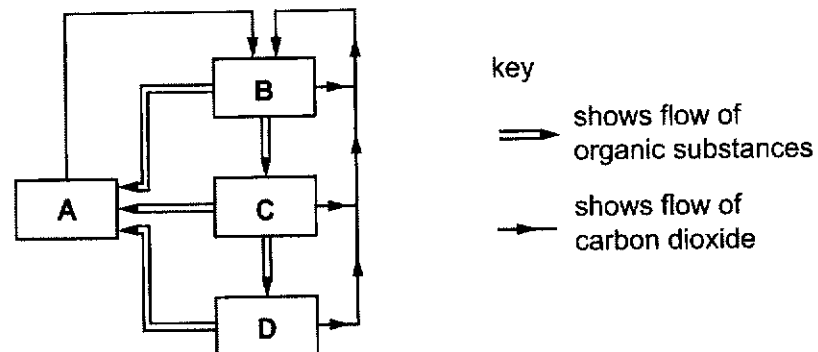 B
key
shows flow of
organic substances
A
C
shows flow of
carbon dioxide
D